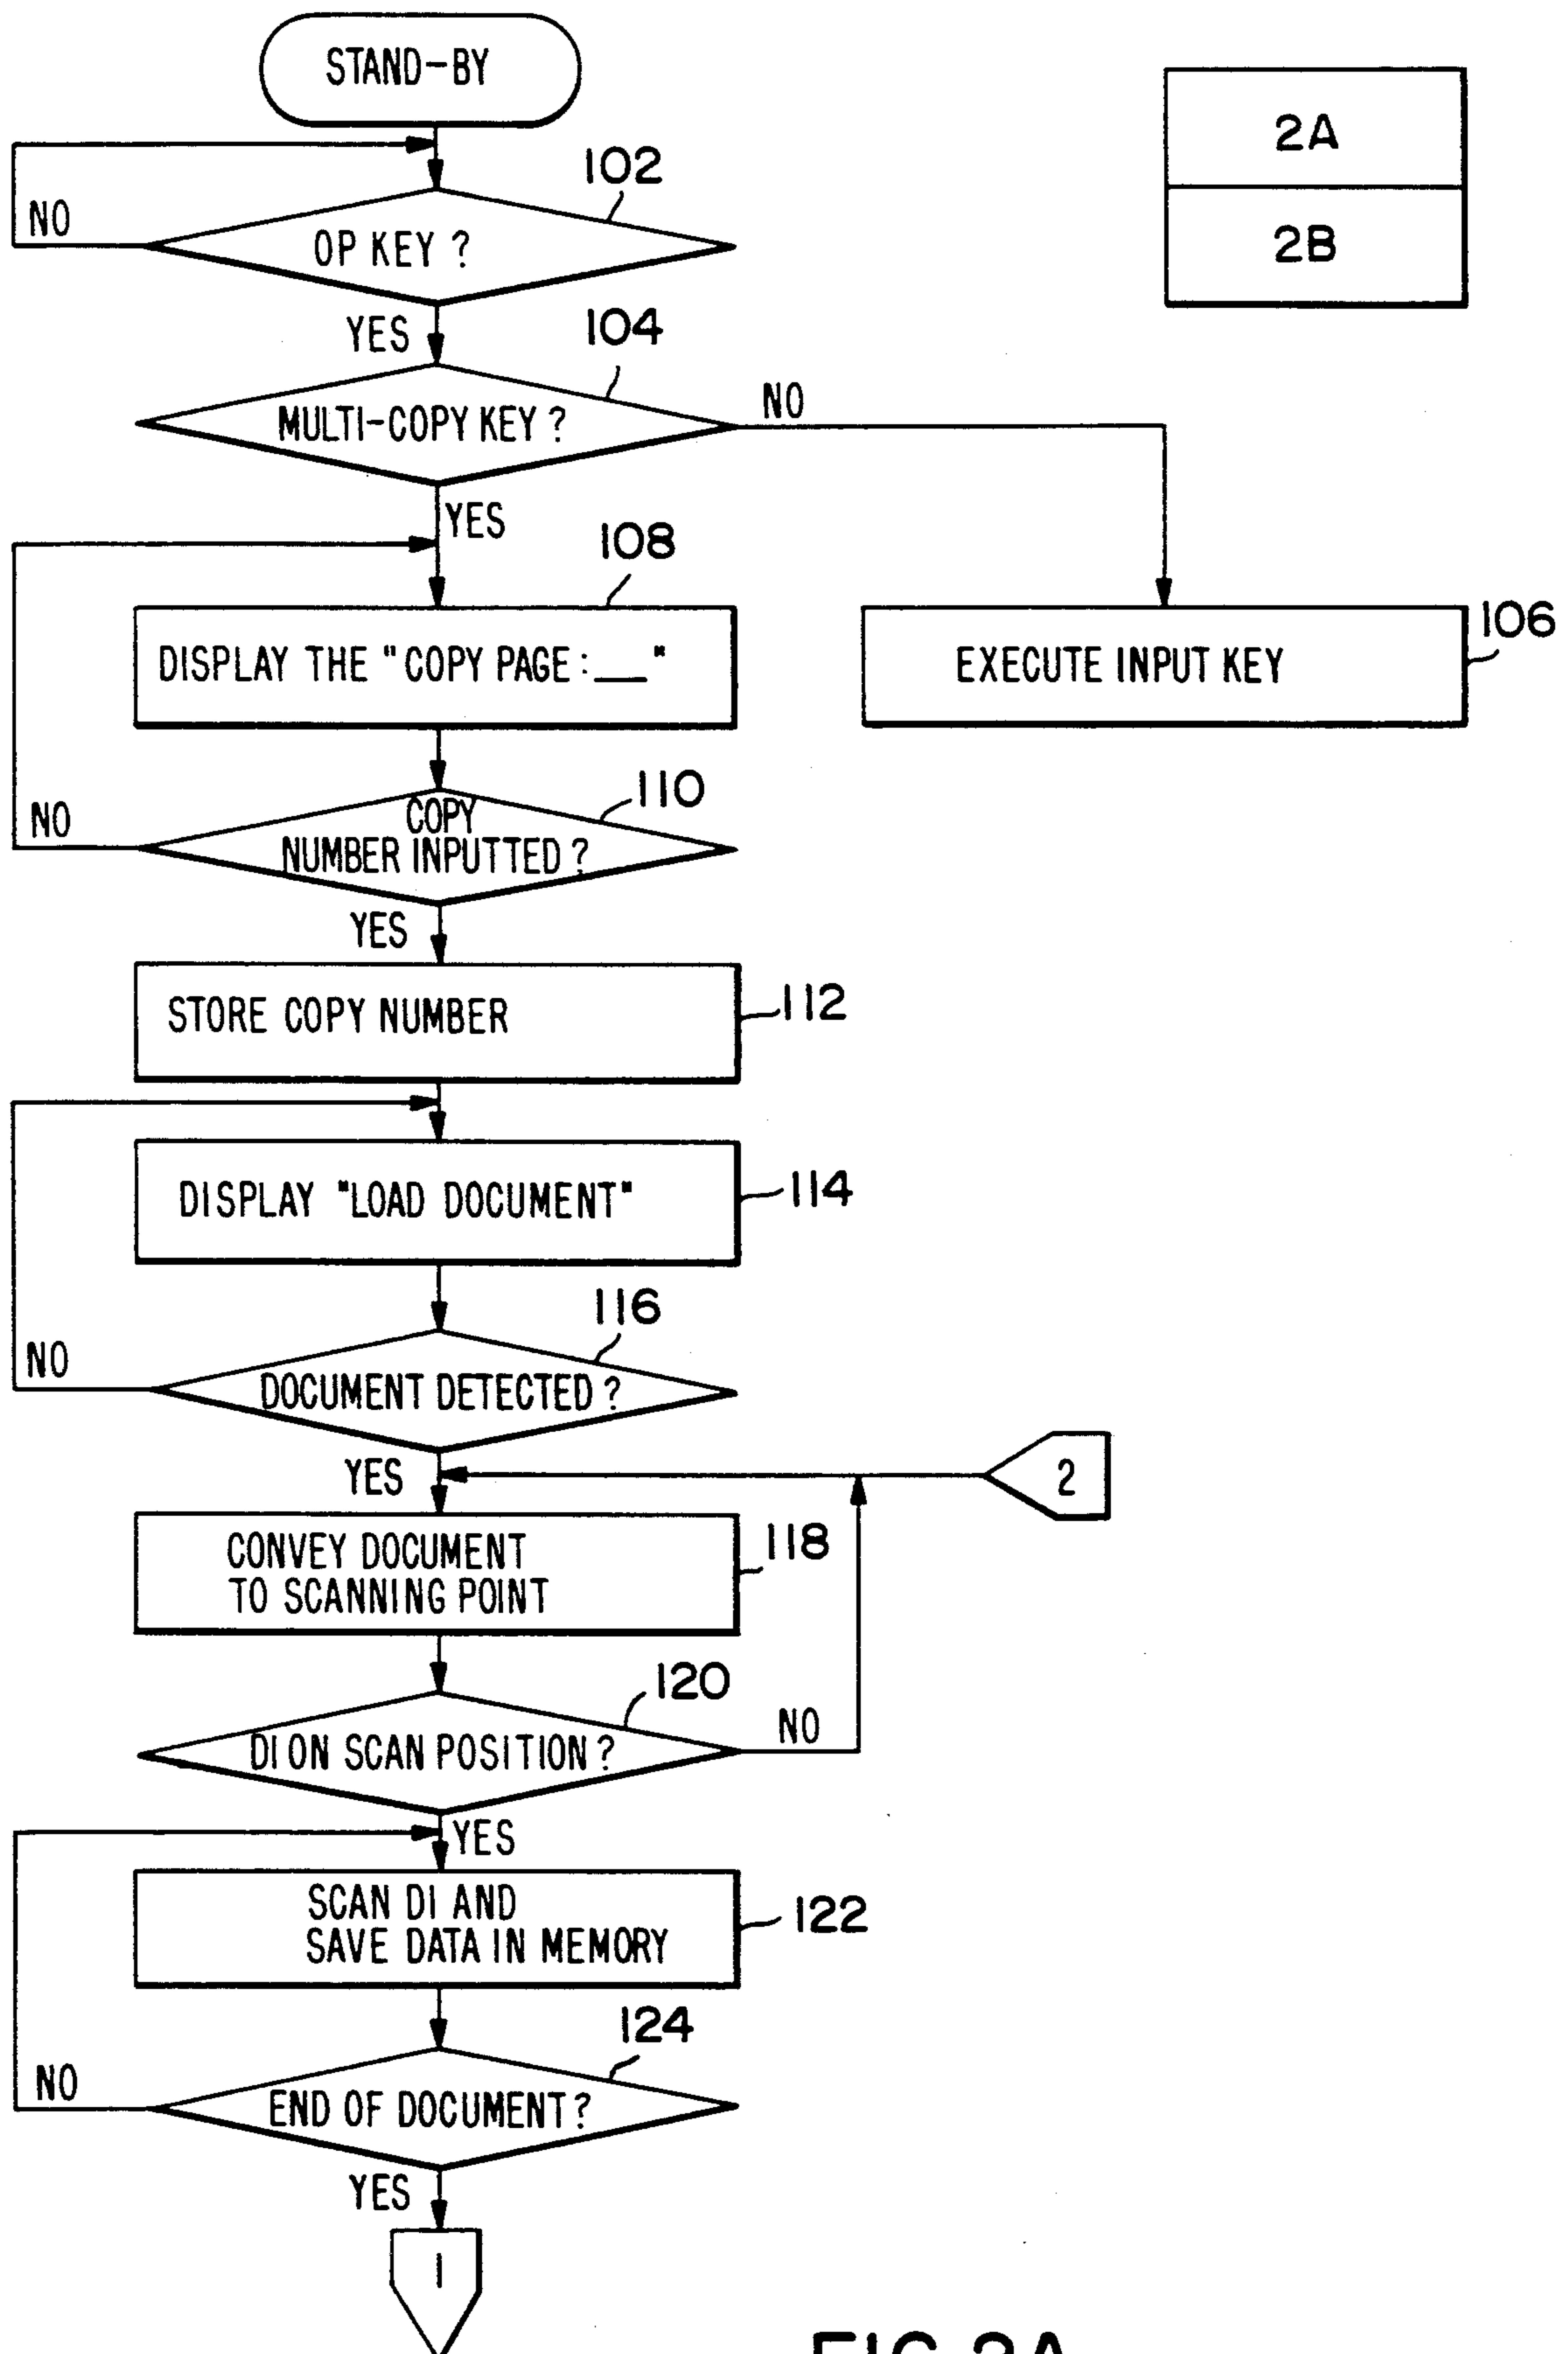 STAND-BY
2A
2B
102
NO
OP KEY ?
YES
104
MULTI-COPY KEY ?
NO
YES
108
DISPLAY THE "COPY PAGE : __"
EXECUTE INPUT KEY
106
110
NO
COPY
NUMBER INPUTTED ?
YES
STORE COPY NUMBER
112
DISPLAY "LOAD DOCUMENT"
114
116
NO
DOCUMENT DETECTED ?
YES
2
CONVEY DOCUMENT
TO SCANNING POINT
118
120
DI ON SCAN POSITION ?
NO
YES
SCAN DI AND
SAVE DATA IN MEMORY
122
124
NO
END OF DOCUMENT ?
YES
1
FIG. 2A